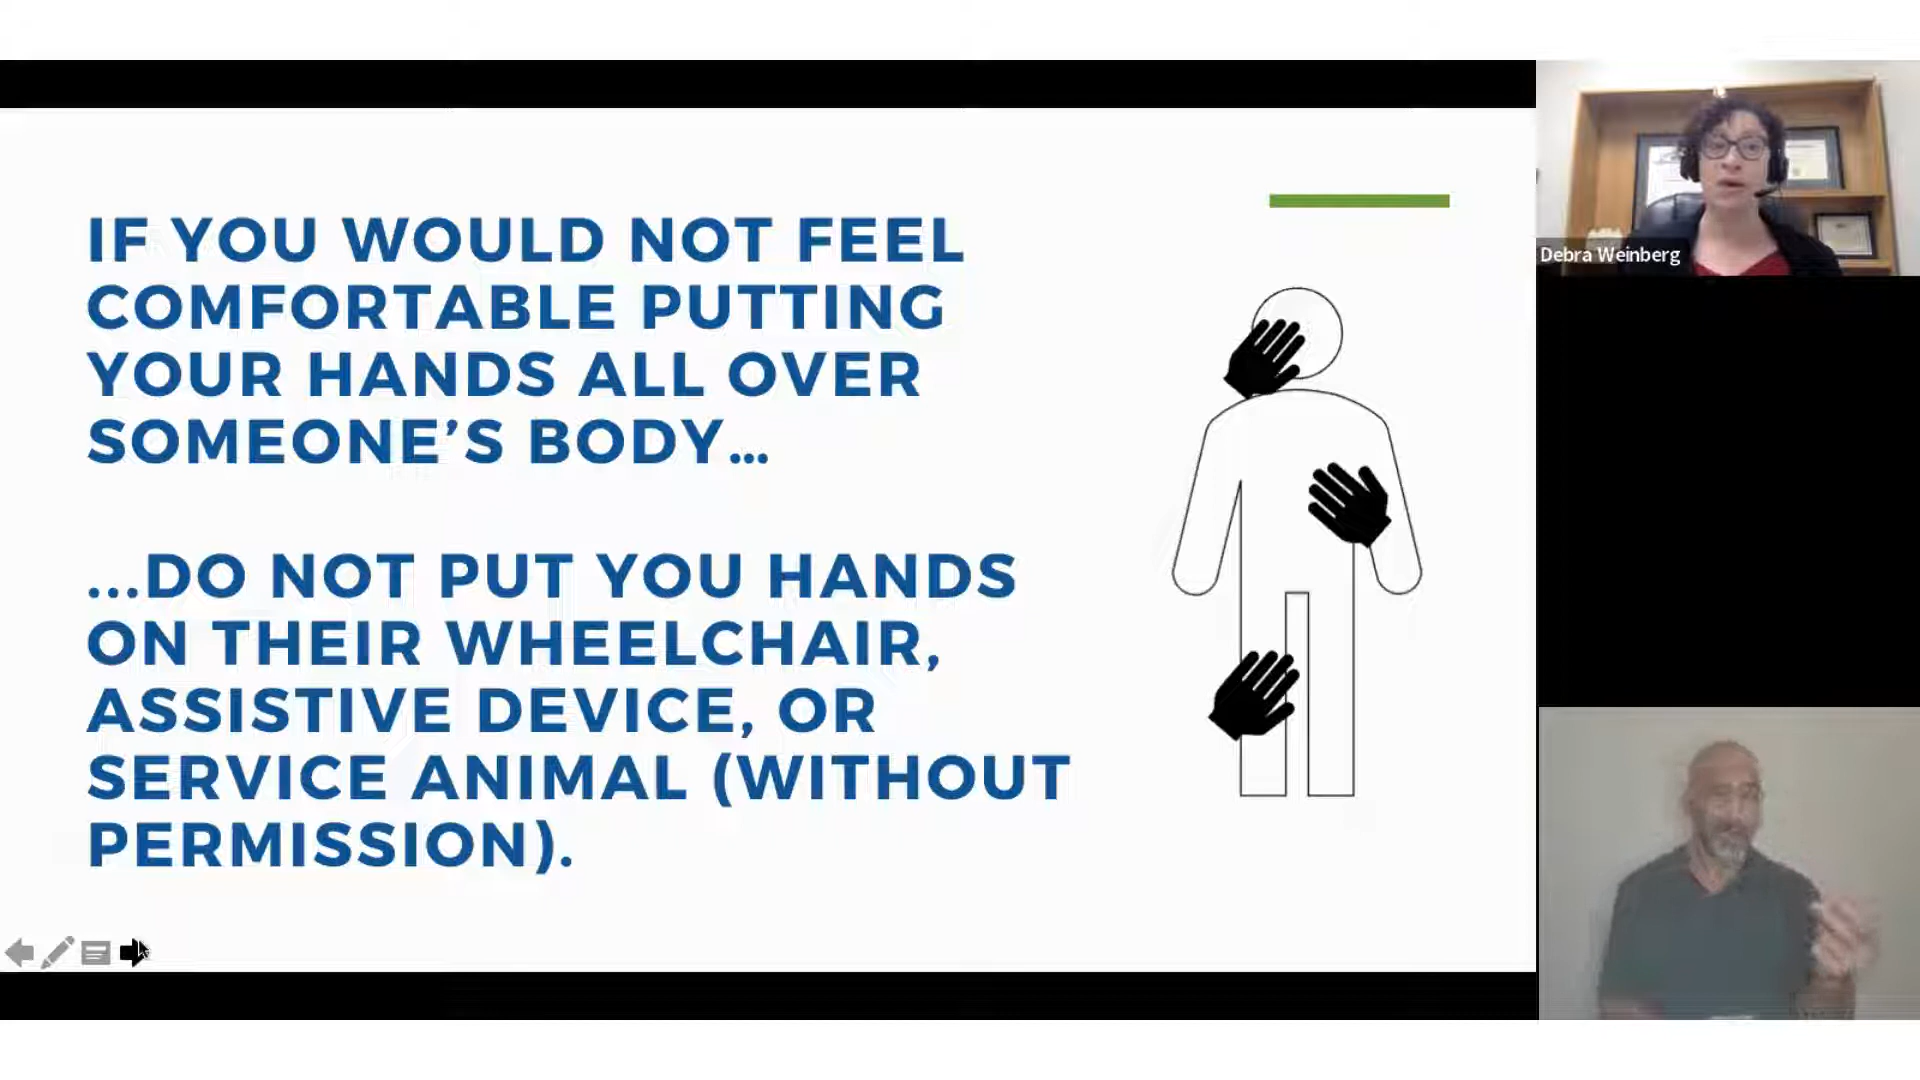 IF YOU WOULD NOT FEEL
COMFORTABLE PUTTING
YOUR HANDS ALL OVER
SOMEONE’S BODY…
…DO NOT PUT YOU HANDS
ON THEIR WHEELCHAIR,
ASSISTIVE DEVICE, OR
SERVICE ANIMAL (WITHOUT
PERMISSION).
Debra Weinberg